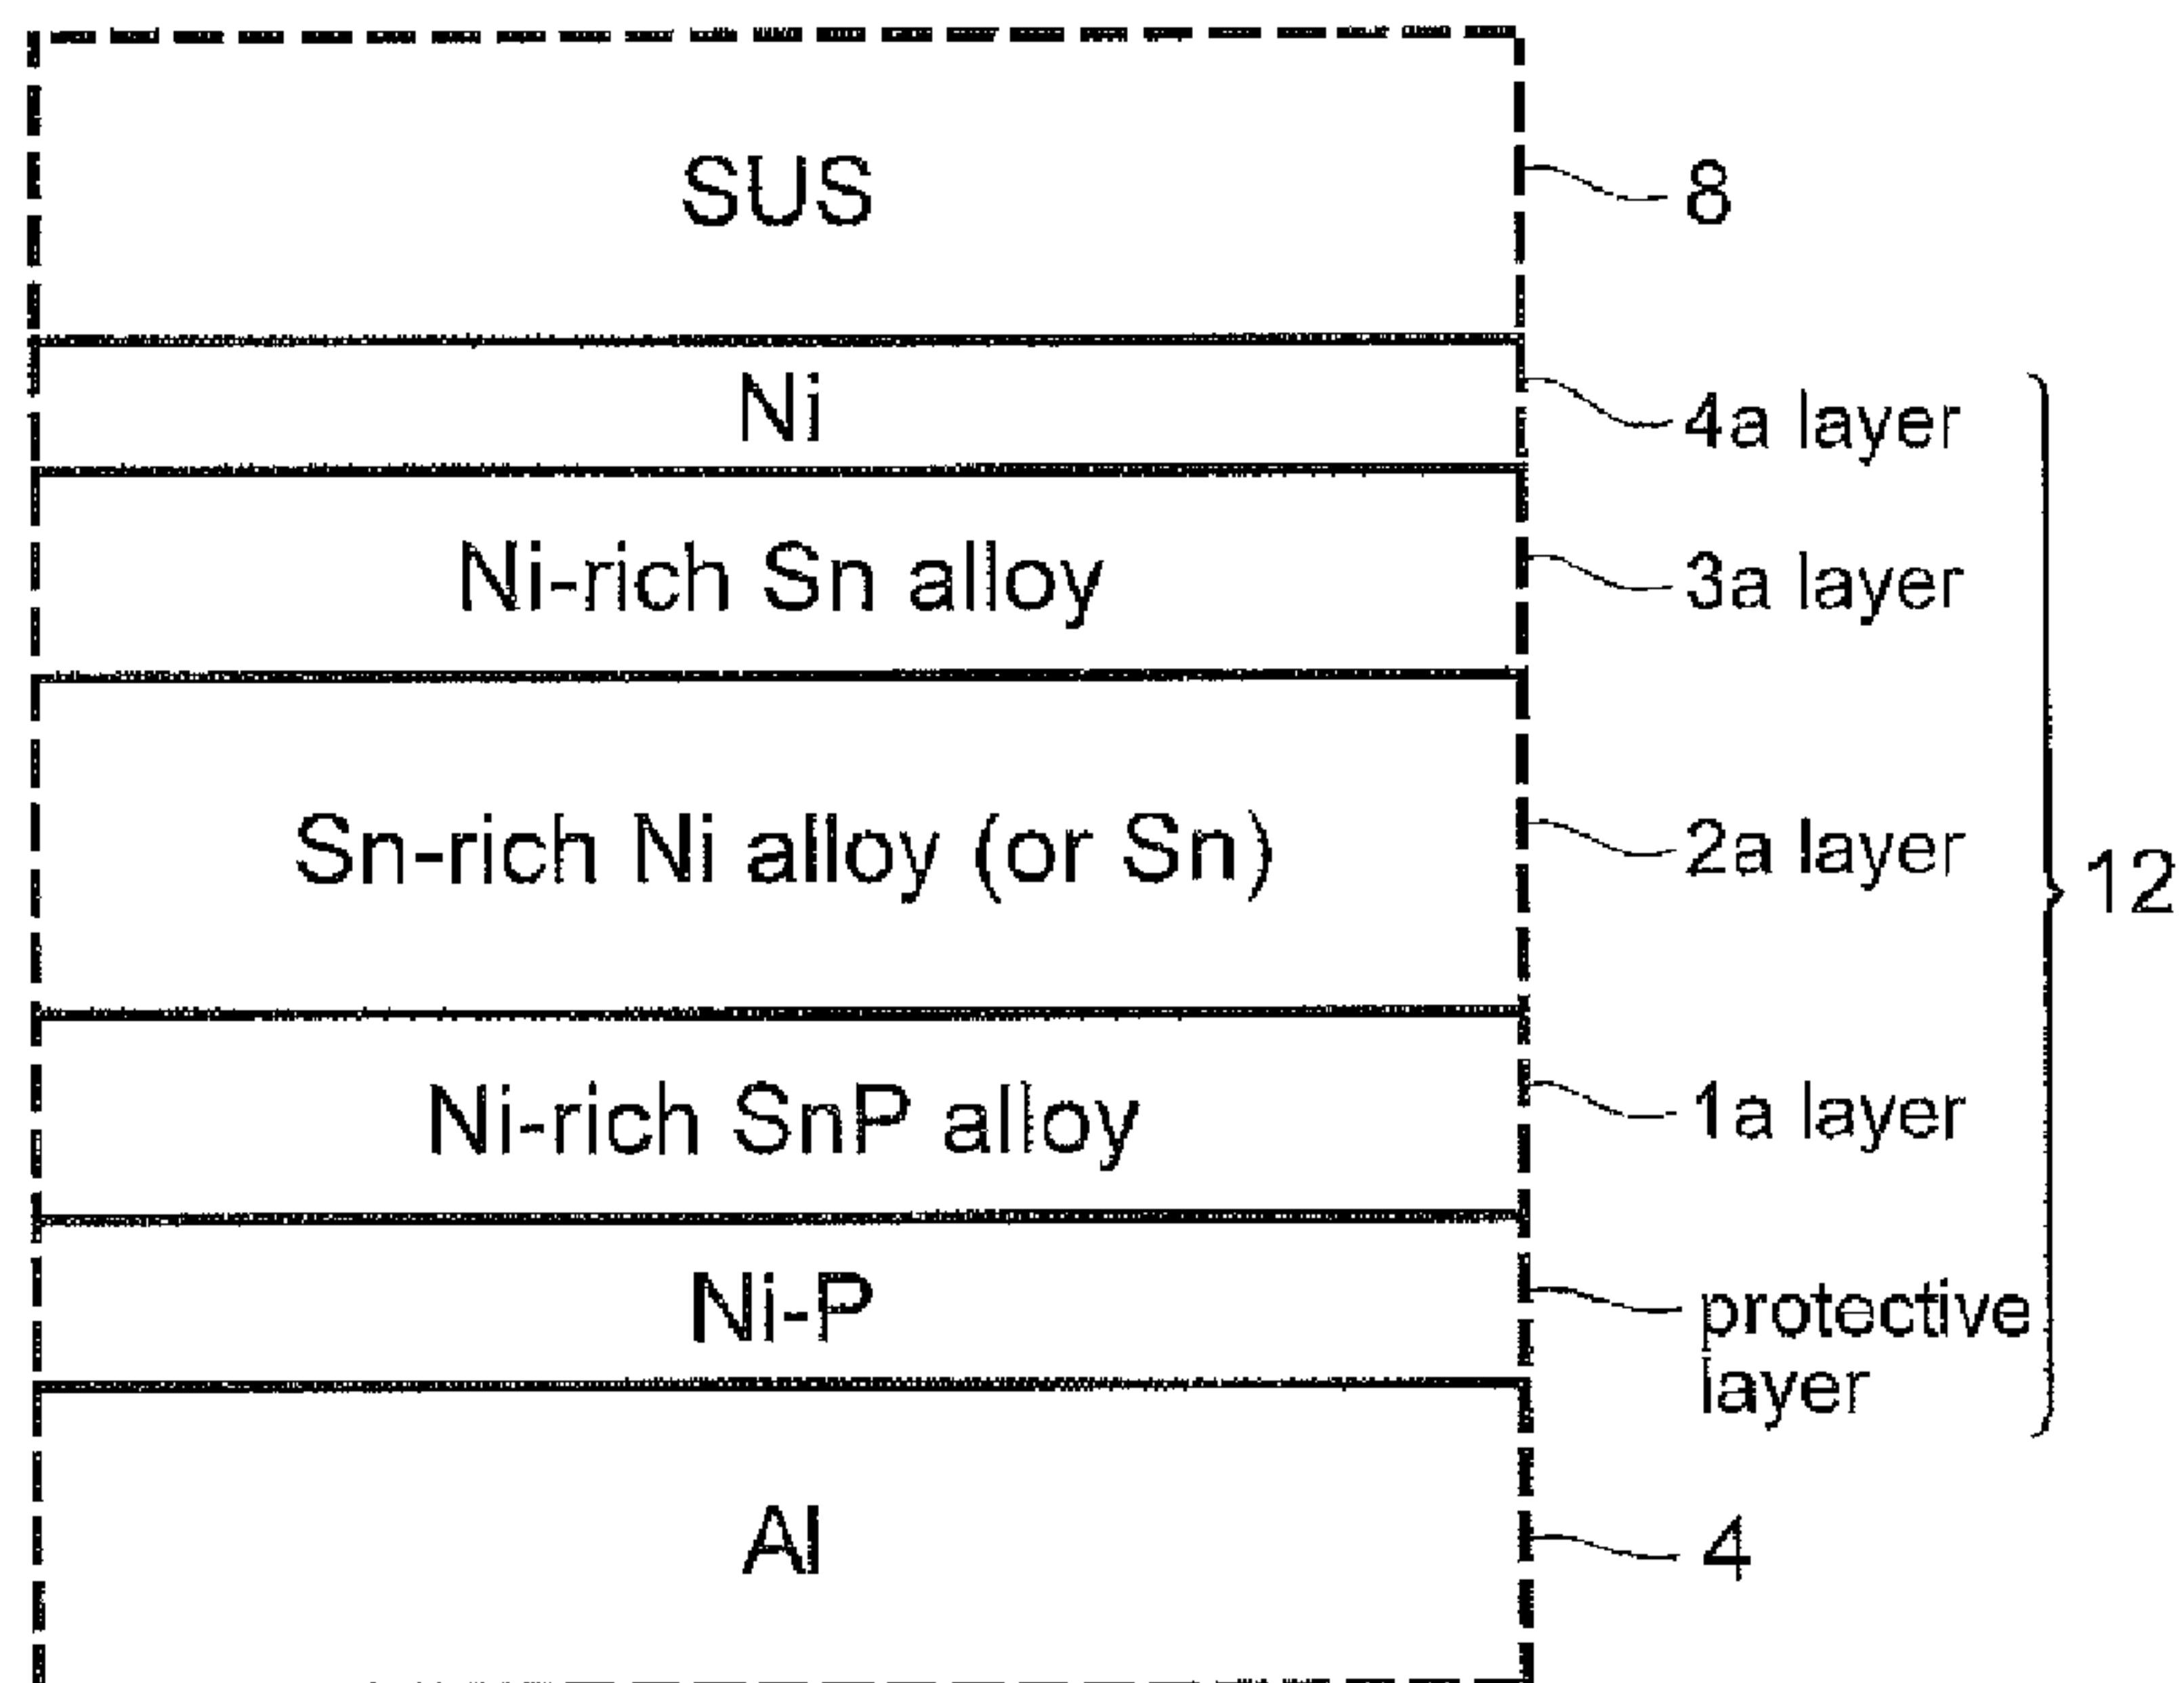 SUS
8
Ni
4a layer
Ni-rich Sn alloy
3a layer
Sn-rich Ni alloy (or Sn)
2a layer
12
Ni-rich SnP alloy
1a layer
Ni-P
protective
layer
Al
4